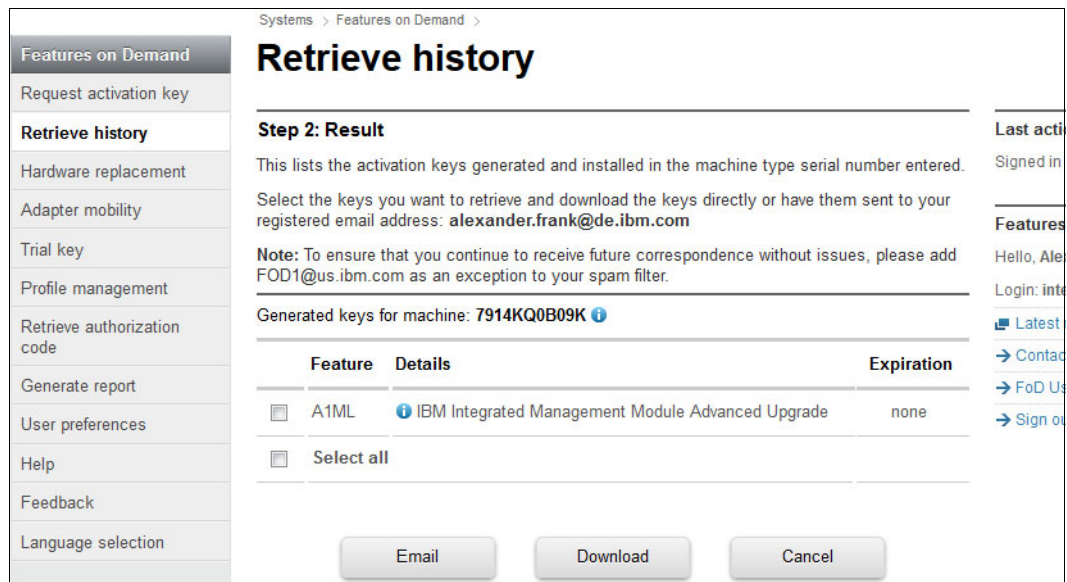 Systems > Features on Demand >
Features on Demand
Request activation key
Retrieve history
Hardware replacement
Adapter mobility
Trial key
Profile management
Retrieve authorization
code
Generate report
User preferences
Help
Feedback
Language selection
Retrieve history
Step 2: Result
This lists the activation keys generated and installed in the machine type serial number entered.
Select the keys you want to retrieve and download the keys directly or have them sent to your
registered email address: alexander.frank@de.ibm.com
Note: To ensure that you continue to receive future correspondence without issues, please add
FOD1@us.ibm.com as an exception to your spam filter.
Generated keys for machine: 7914KQ0B09K
Feature Details Expiration
A1ML IBM Integrated Management Module Advanced Upgrade none
Select all
Email Download Cancel
Last
Signed in
Features
Hello,
Login:
Latest
FoD
Sign